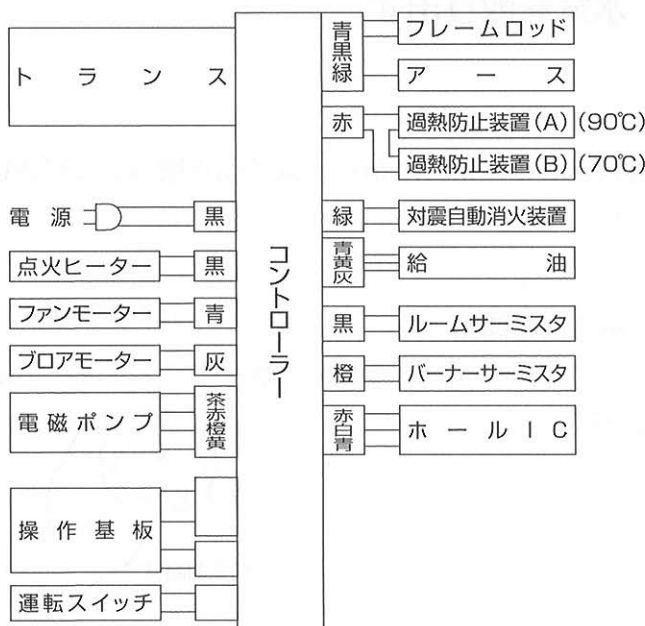 トランス
電源
黒
点火ヒーター
黒
ファンモーター
青
ブロアモーター
灰
電磁ポンプ
茶赤橙黄
操作基板
運転スイッチ
コントローラー
青黒緑
フレームロッド
アース
赤
過熱防止装置(A)(90℃)
過熱防止装置(B)(70℃)
緑
対震自動消火装置
青黄灰
給油
黒
ルームサーミスタ
橙
バーナーサーミスタ
赤白青
ホールIC